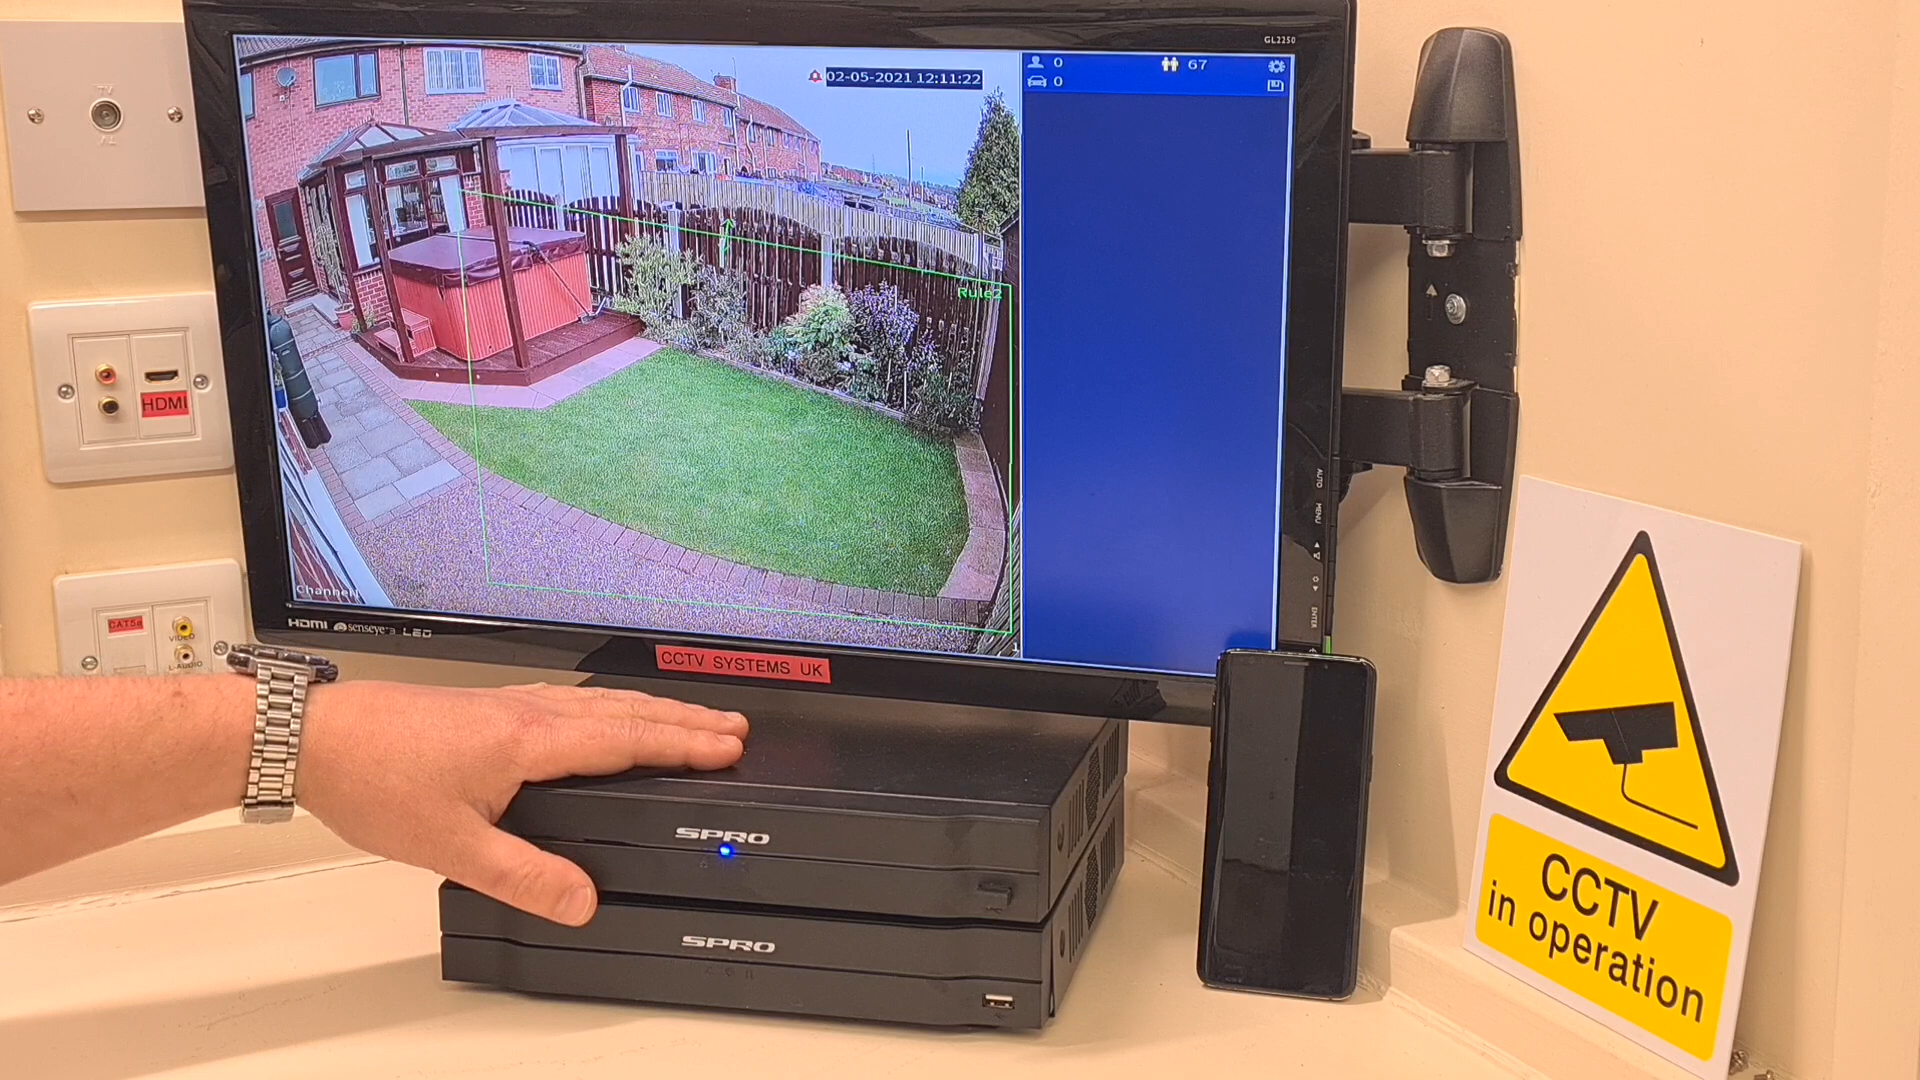 TV
GL2250
02-05-2021 12:11:22
0
67
0
Rule2
HDMI
AUTO
MENU
ENTER
CAT5e
VIDEO
L-AUDIO
HDMI senseye 3 LED
CCTV SYSTEMS UK
SPRO
SPRO
CCTV
in operation